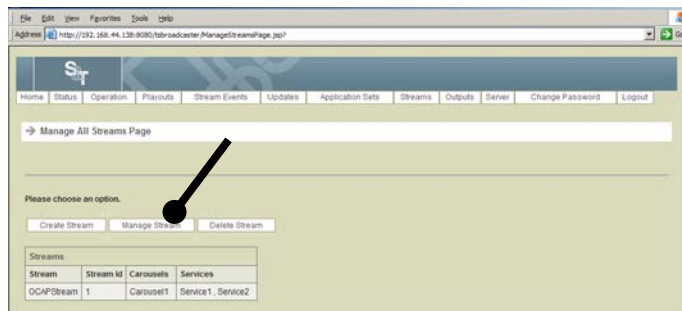 File Edit View Favorites Tools Help
Address http://192.168.44.138:8080/tsbroadcaster/ManageStreamsPage.jsp? Go
S&T
Home Status Operation Playouts Stream Events Updates Application Sets Streams Outputs Server Change Password Logout
Manage All Streams Page
Please choose an option.
Create Stream Manage Stream Delete Stream
Streams
Stream Stream Id Carousels Services
OCAPStream 1 Carousel1 Service1 , Service2